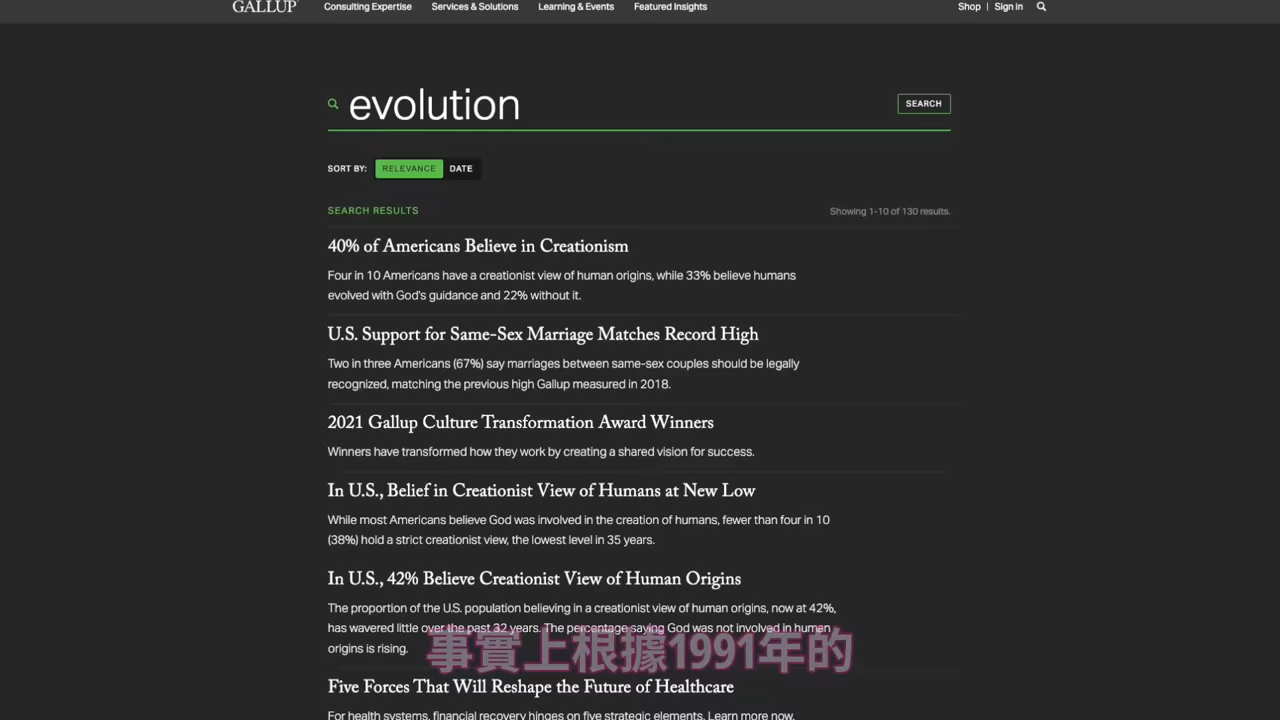 GALLUP Consulting Expertise Services & Solutions Learning & Events Featured Insights Shop | Sign in
evolution SEARCH
SORT BY: RELEVANCE DATE
SEARCH RESULTS Showing 1-10 of 130 results.
40% of Americans Believe in Creationism
Four in 10 Americans have a creationist view of human origins, while 33% believe humans
evolved with God's guidance and 22% without it.
U.S. Support for Same-Sex Marriage Matches Record High
Two in three Americans (67%) say marriages between same-sex couples should be legally
recognized, matching the previous high Gallup measured in 2018.
2021 Gallup Culture Transformation Award Winners
Winners have transformed how they work by creating a shared vision for success.
In U.S., Belief in Creationist View of Humans at New Low
While most Americans believe God was involved in the creation of humans, fewer than four in 10
(38%) hold a strict creationist view, the lowest level in 35 years.
In U.S., 42% Believe Creationist View of Human Origins
The proportion of the U.S. population believing in a creationist view of human origins, now at 42%,
has wavered little over the past 32 years. The percentage saying God was not involved in human
origins is rising.
事實上根據1991年的
Five Forces That Will Reshape the Future of Healthcare
For health systems, financial recovery hinges on five strategic elements. Learn more now.